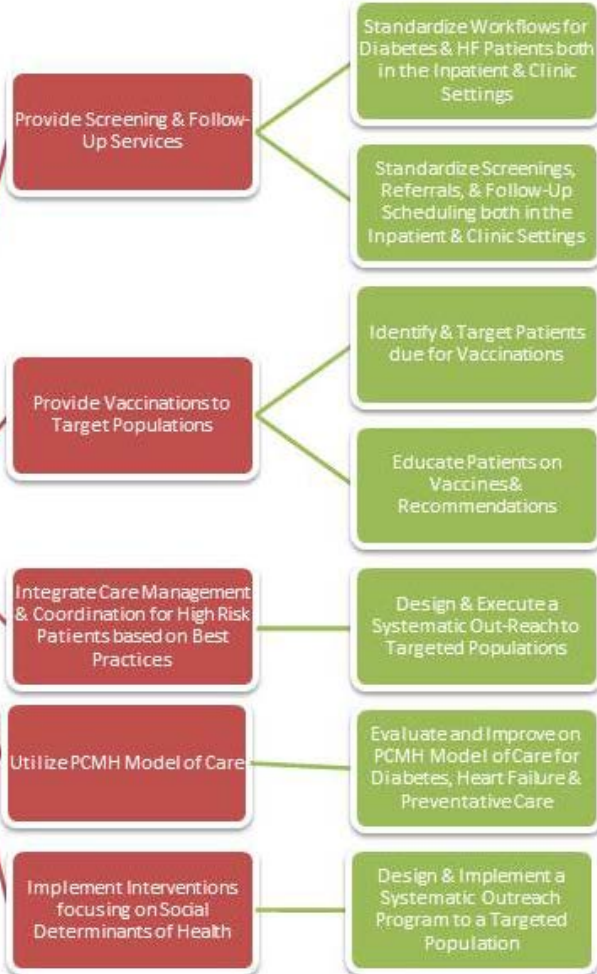 Provide Screening & Follow-
Up Services
Standardize Workflows for
Diabetes & HF Patients both
in the Inpatient & Clinic
Settings
Standardize Screenings,
Referrals, & Follow-Up
Scheduling both in the
Inpatient & Clinic Settings
Provide Vaccinations to
Target Populations
Identify & Target Patients
due for Vaccinations
Educate Patients on
Vaccines &
Recommendations
Integrate Care Management
& Coordination for High Risk
Patients based on Best
Practices
Design & Execute a
Systematic Out-Reach to
Targeted Populations
Utilize PCMH Model of Care
Evaluate and Improve on
PCMH Model of Care for
Diabetes, Heart Failure &
Preventative Care
Implement Interventions
focusing on Social
Determinants of Health
Design & Implement a
Systematic Outreach
Program to a Targeted
Population